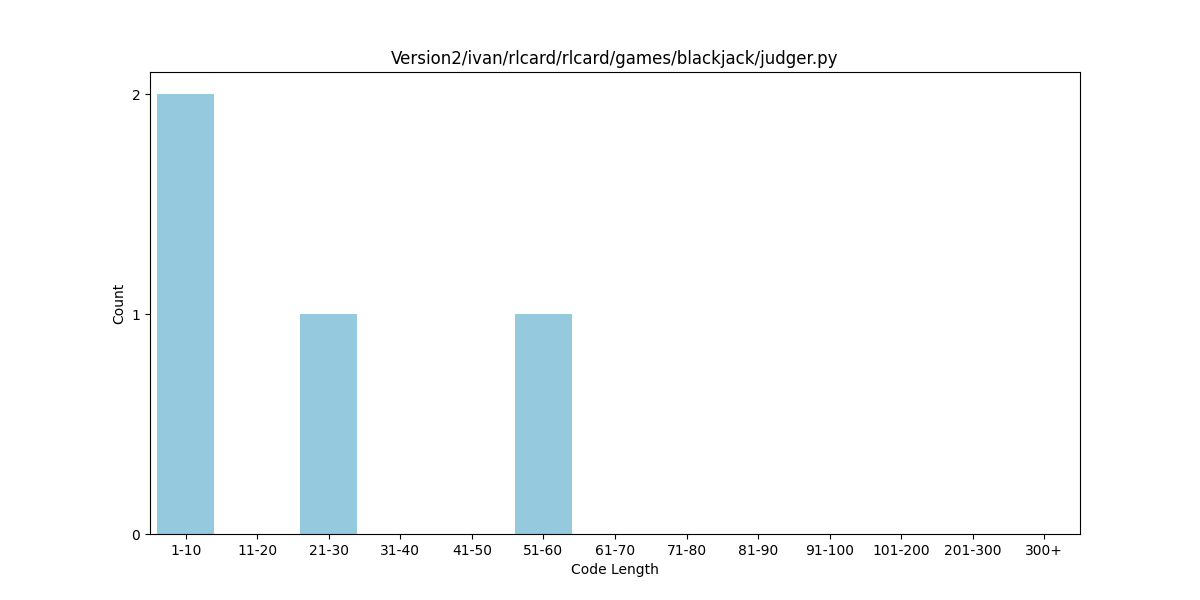 Version2/ivan/rlcard/rlcard/games/blackjack/judger.py
2
1
0
Count
1-10 11-20 21-30 31-40 41-50 51-60 61-70 71-80 81-90 91-100 101-200 201-300 300+
Code Length